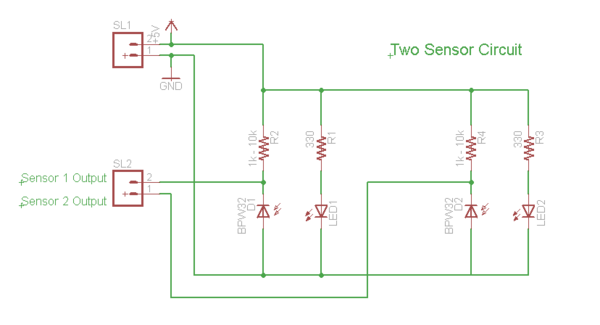 SL1
2
1
+5V
GND
Two Sensor Circuit
R2
1k - 10k
R1
330
R4
1k - 10k
R3
330
SL2
Sensor 1 Output
2
Sensor 2 Output
1
D1
BPW32
LED1
D2
BPW32
LED2